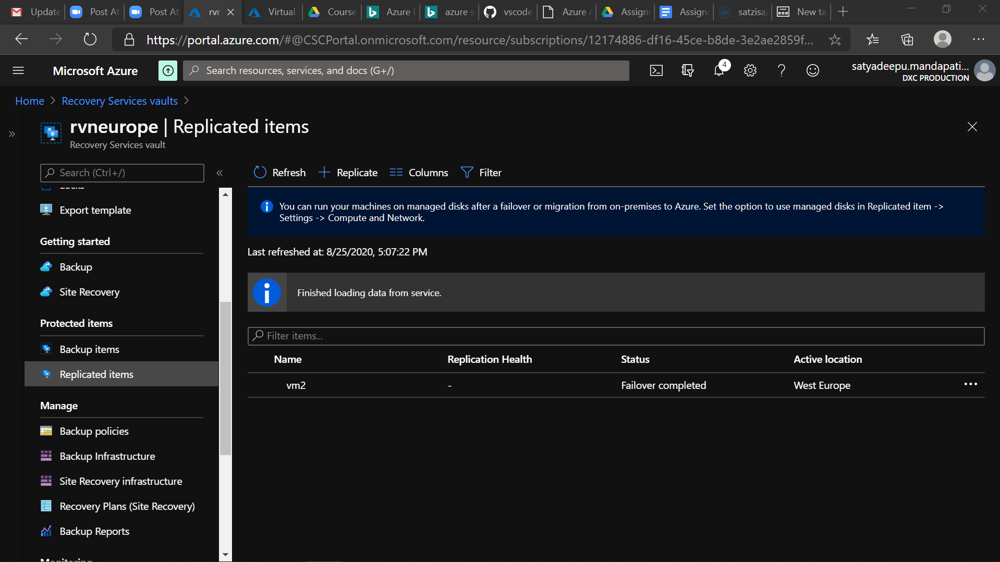 Update
Post At
Post At
rvr
Virtual
Course
Azure
azure s
vscode
Azure
Assign
Assign
satzisa
New ta
https://portal.azure.com/#@CSCPortal.onmicrosoft.com/resource/subscriptions/12174886-df16-45ce-b8de-3e2ae2859f...
Microsoft Azure
Search resources, services, and docs (G+/)
4
satyadeepu.mandapati...
DXC PRODUCTION
Home > Recovery Services vaults >
rvneurope | Replicated items
Recovery Services vault
Search (Ctrl+/)
Export template
Getting started
Backup
Site Recovery
Protected items
Backup items
Replicated items
Manage
Backup policies
Backup Infrastructure
Site Recovery infrastructure
Recovery Plans (Site Recovery)
Backup Reports
Monitoring
Refresh
Replicate
Columns
Filter
You can run your machines on managed disks after a failover or migration from on-premises to Azure. Set the option to use managed disks in Replicated item ->
Settings -> Compute and Network.
Last refreshed at: 8/25/2020, 5:07:22 PM
Finished loading data from service.
Filter items...
Name Replication Health Status Active location
vm2 - Failover completed West Europe